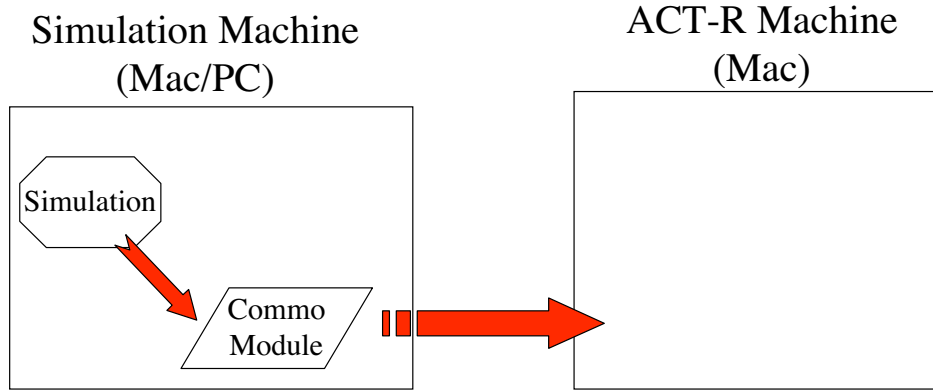 Simulation Machine
(Mac/PC)
ACT-R Machine
(Mac)
Simulation
Commo
Module